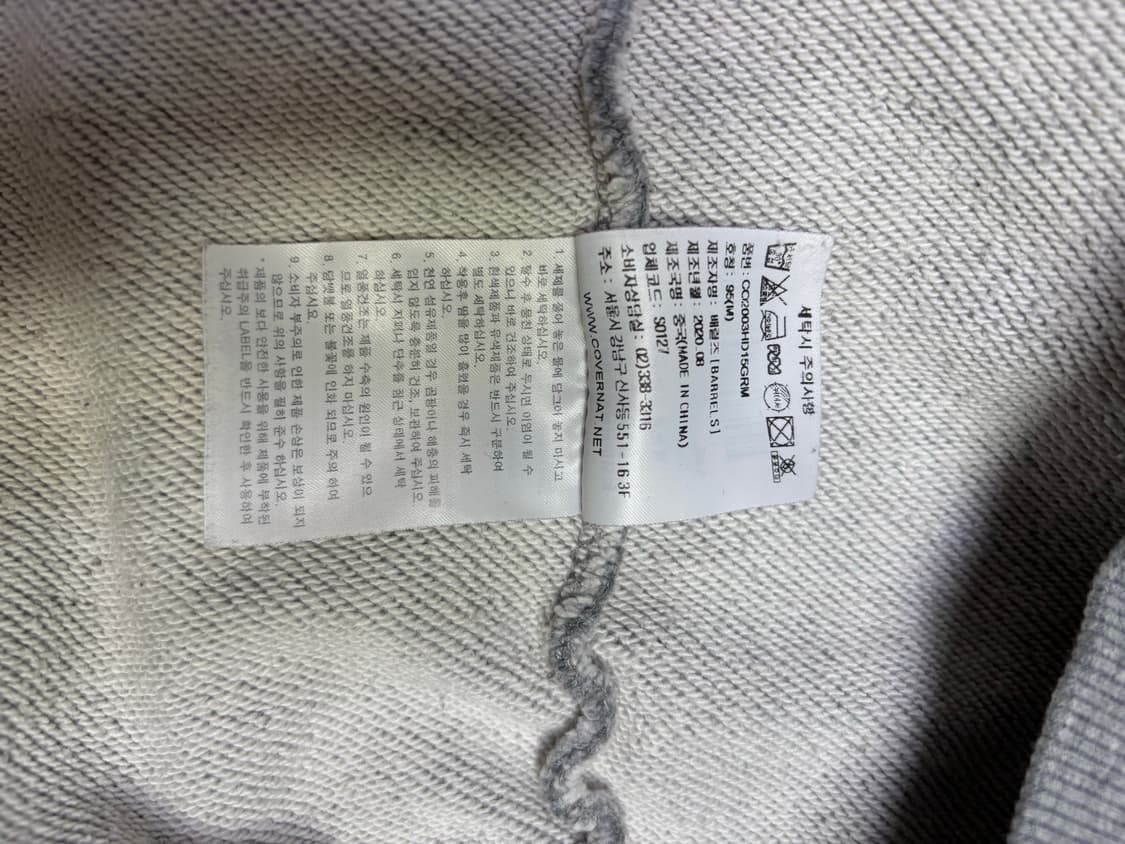 세탁시 주의사항
품번 : CO2003HD15GRM
호칭 : 95(M)
제조자명 : 배럴즈 [BARRELS]
제조년월 : 2020.08
제조국명 : 중국(MADE IN CHINA)
업체코드 : S0127
소비자상담실 : 02)338-3316
주소 : 서울시 강남구 신사동 551-16 3F
WWW.COVERNAT.NET
1. 세제를 풀어 놓은 물에 담그어 놓지 마시고
바로 세탁하십시오.
2. 탈수 후 뭉친 상태로 두시면 이염이 될 수
있으니 바로 건조하여 주십시오.
3. 흰색제품과 유색제품은 반드시 구분하여
별도 세탁하십시오.
4. 착용후 땀을 많이 흘렸을 경우 즉시 세탁
하십시오.
5. 천연 섬유제품일 경우 곰팡이나 해충의 피해를
입지 않도록 충분히 건조, 보관하여 주십시오.
6. 세탁시 지퍼나 단추를 잠근 상태에서 세탁
하십시오.
7. 열풍건조는 제품 수축의 원인이 될 수 있으
므로 열풍건조를 하지 마십시오.
8. 담뱃불 또는 불꽃에 인화 되므로 주의 하여
주십시오.
9. 소비자 부주의로 인한 제품 손상은 보상이 되지
않으므로 위의 사항을 필히 준수 하십시오.
* 제품의 보다 안전한 사용을 위해 제품에 부착된
취급주의 LABEL을 반드시 확인한 후 사용하여
주십시오.